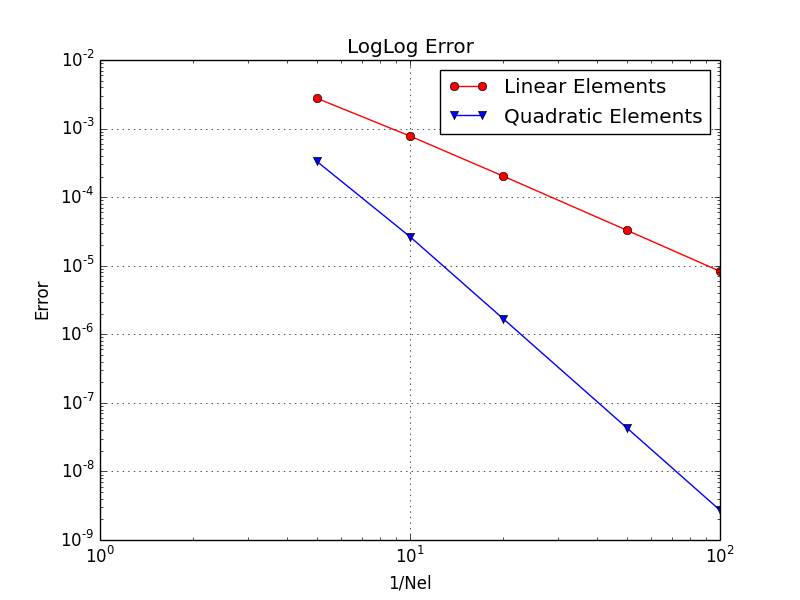 LogLog Error
Linear Elements
Quadratic Elements
10^-2
10^-3
10^-4
10^-5
10^-6
10^-7
10^-8
10^-9
Error
10^0
10^1
10^2
1/Nel